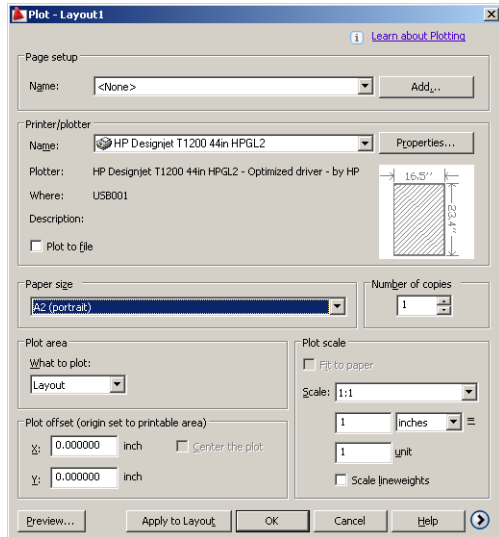 Plot - Layout1
Learn about Plotting
Page setup
Name: <None> Add...
Printer/plotter
Name: HP Designjet T1200 44in HPGL2 Properties...
Plotter: HP Designjet T1200 44in HPGL2 - Optimized driver - by HP
Where: USB001
Description:
Plot to file
16.5''
23.4''
Paper size
A2 (portrait)
Number of copies
1
Plot area
What to plot:
Layout
Plot offset (origin set to printable area)
X: 0.000000 inch Center the plot
Y: 0.000000 inch
Plot scale
Fit to paper
Scale: 1:1
1 inches =
1 unit
Scale lineweights
Preview... Apply to Layout OK Cancel Help